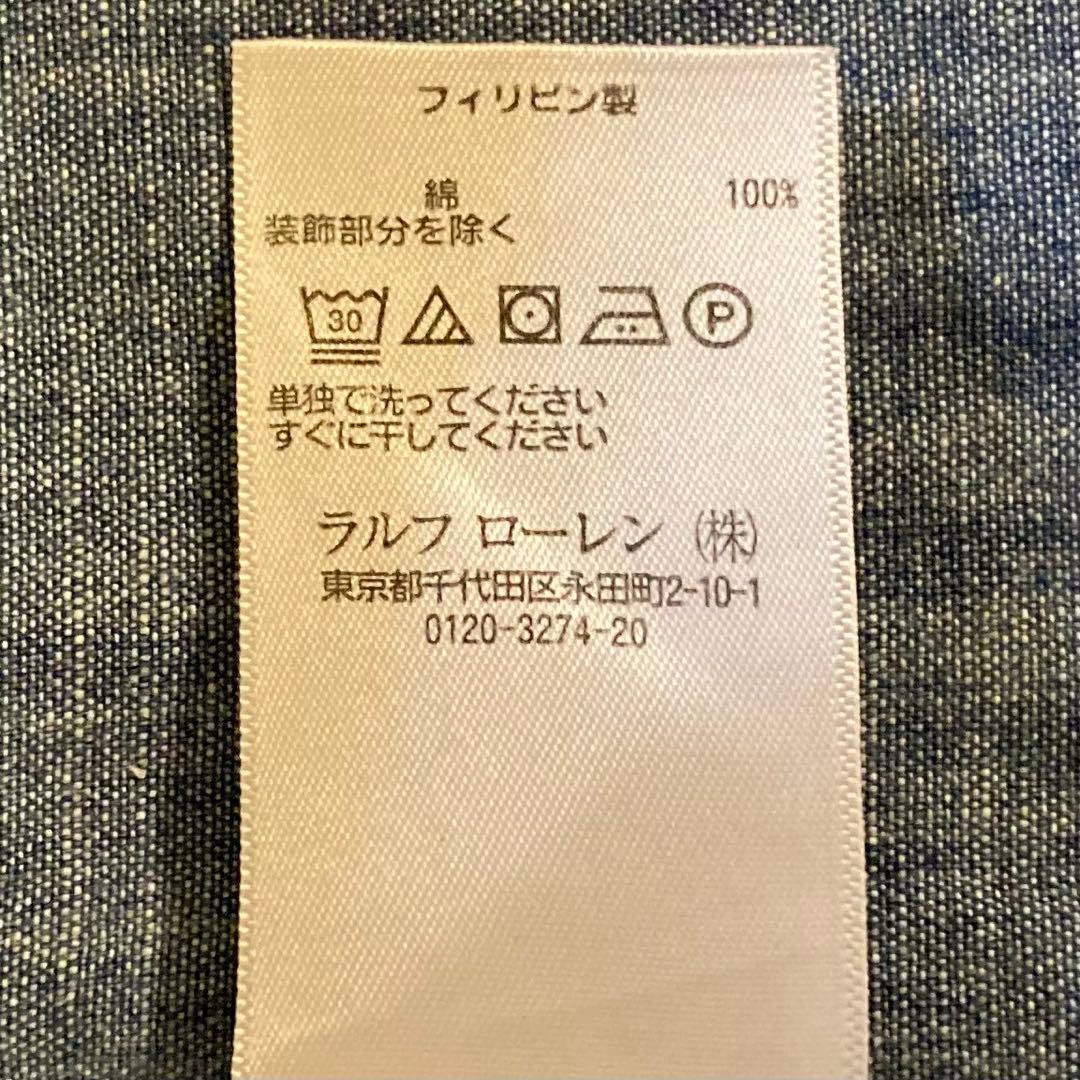 フィリピン製
綿 100%
装飾部分を除く
30 P
単独で洗ってください
すぐに干してください
ラルフ ローレン (株)
東京都千代田区永田町2-10-1
0120-3274-20